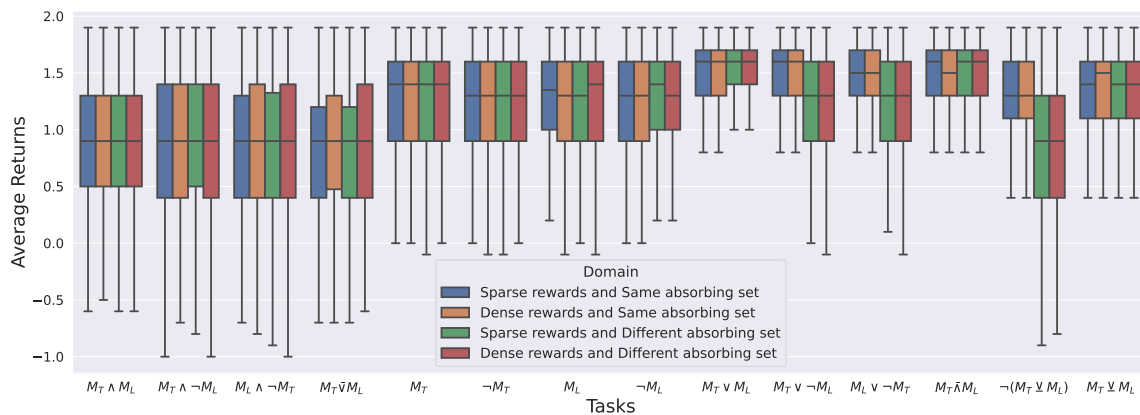 2.0
1.5
1.0
0.5
0.0
−0.5
−1.0
Average Returns
Domain
Sparse rewards and Same absorbing set
Dense rewards and Same absorbing set
Sparse rewards and Different absorbing set
Dense rewards and Different absorbing set
M_T ∧ M_L M_T ∧ ¬M_L M_L ∧ ¬M_T M_T ⊽ M_L M_T ¬M_T M_L ¬M_L M_T ∨ M_L M_T ∨ ¬M_L M_L ∨ ¬M_T M_T ⊼ M_L ¬(M_T ⊻ M_L) M_T ⊻ M_L
Tasks